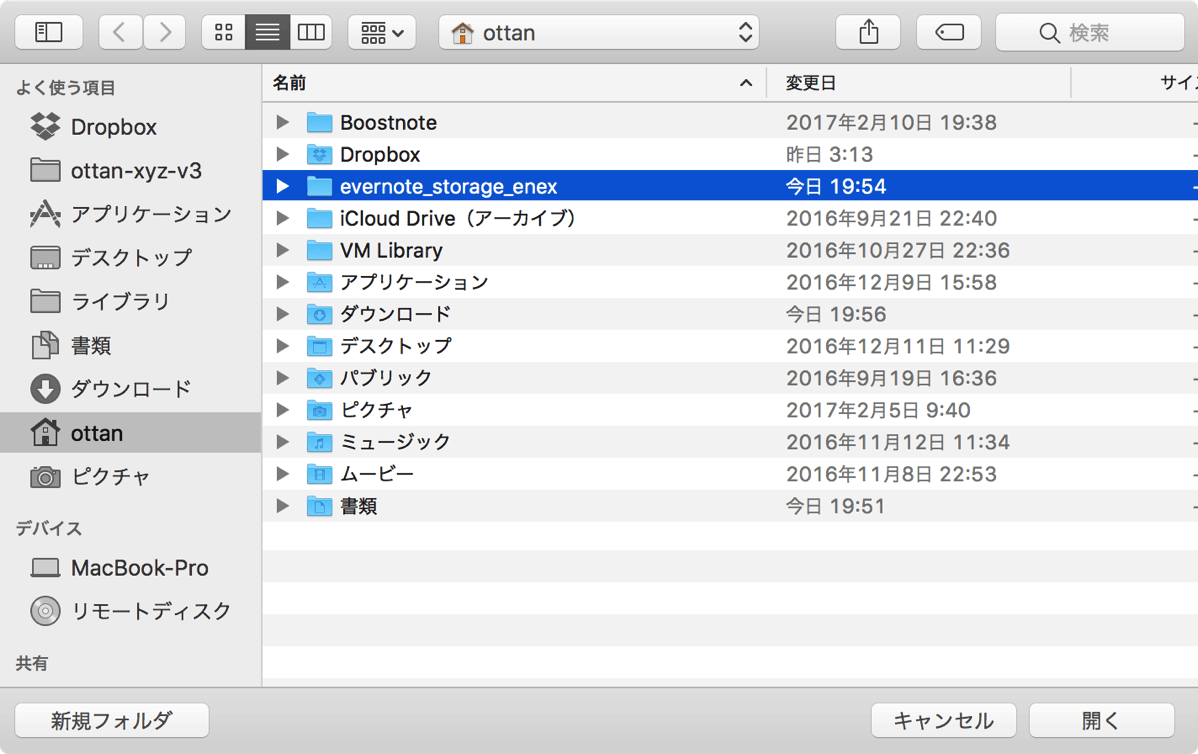 ottan
検索
よく使う項目
Dropbox
ottan-xyz-v3
アプリケーション
デスクトップ
ライブラリ
書類
ダウンロード
ottan
ピクチャ
デバイス
MacBook-Pro
リモートディスク
共有
名前 変更日 サイ
Boostnote 2017年2月10日 19:38 -
Dropbox 昨日 3:13 -
evernote_storage_enex 今日 19:54 -
iCloud Drive（アーカイブ） 2016年9月21日 22:40 -
VM Library 2016年10月27日 22:36 -
アプリケーション 2016年12月9日 15:58 -
ダウンロード 今日 19:56 -
デスクトップ 2016年12月11日 11:29 -
パブリック 2016年9月19日 16:36 -
ピクチャ 2017年2月5日 9:40 -
ミュージック 2016年11月12日 11:34 -
ムービー 2016年11月8日 22:53 -
書類 今日 19:51 -
新規フォルダ キャンセル 開く